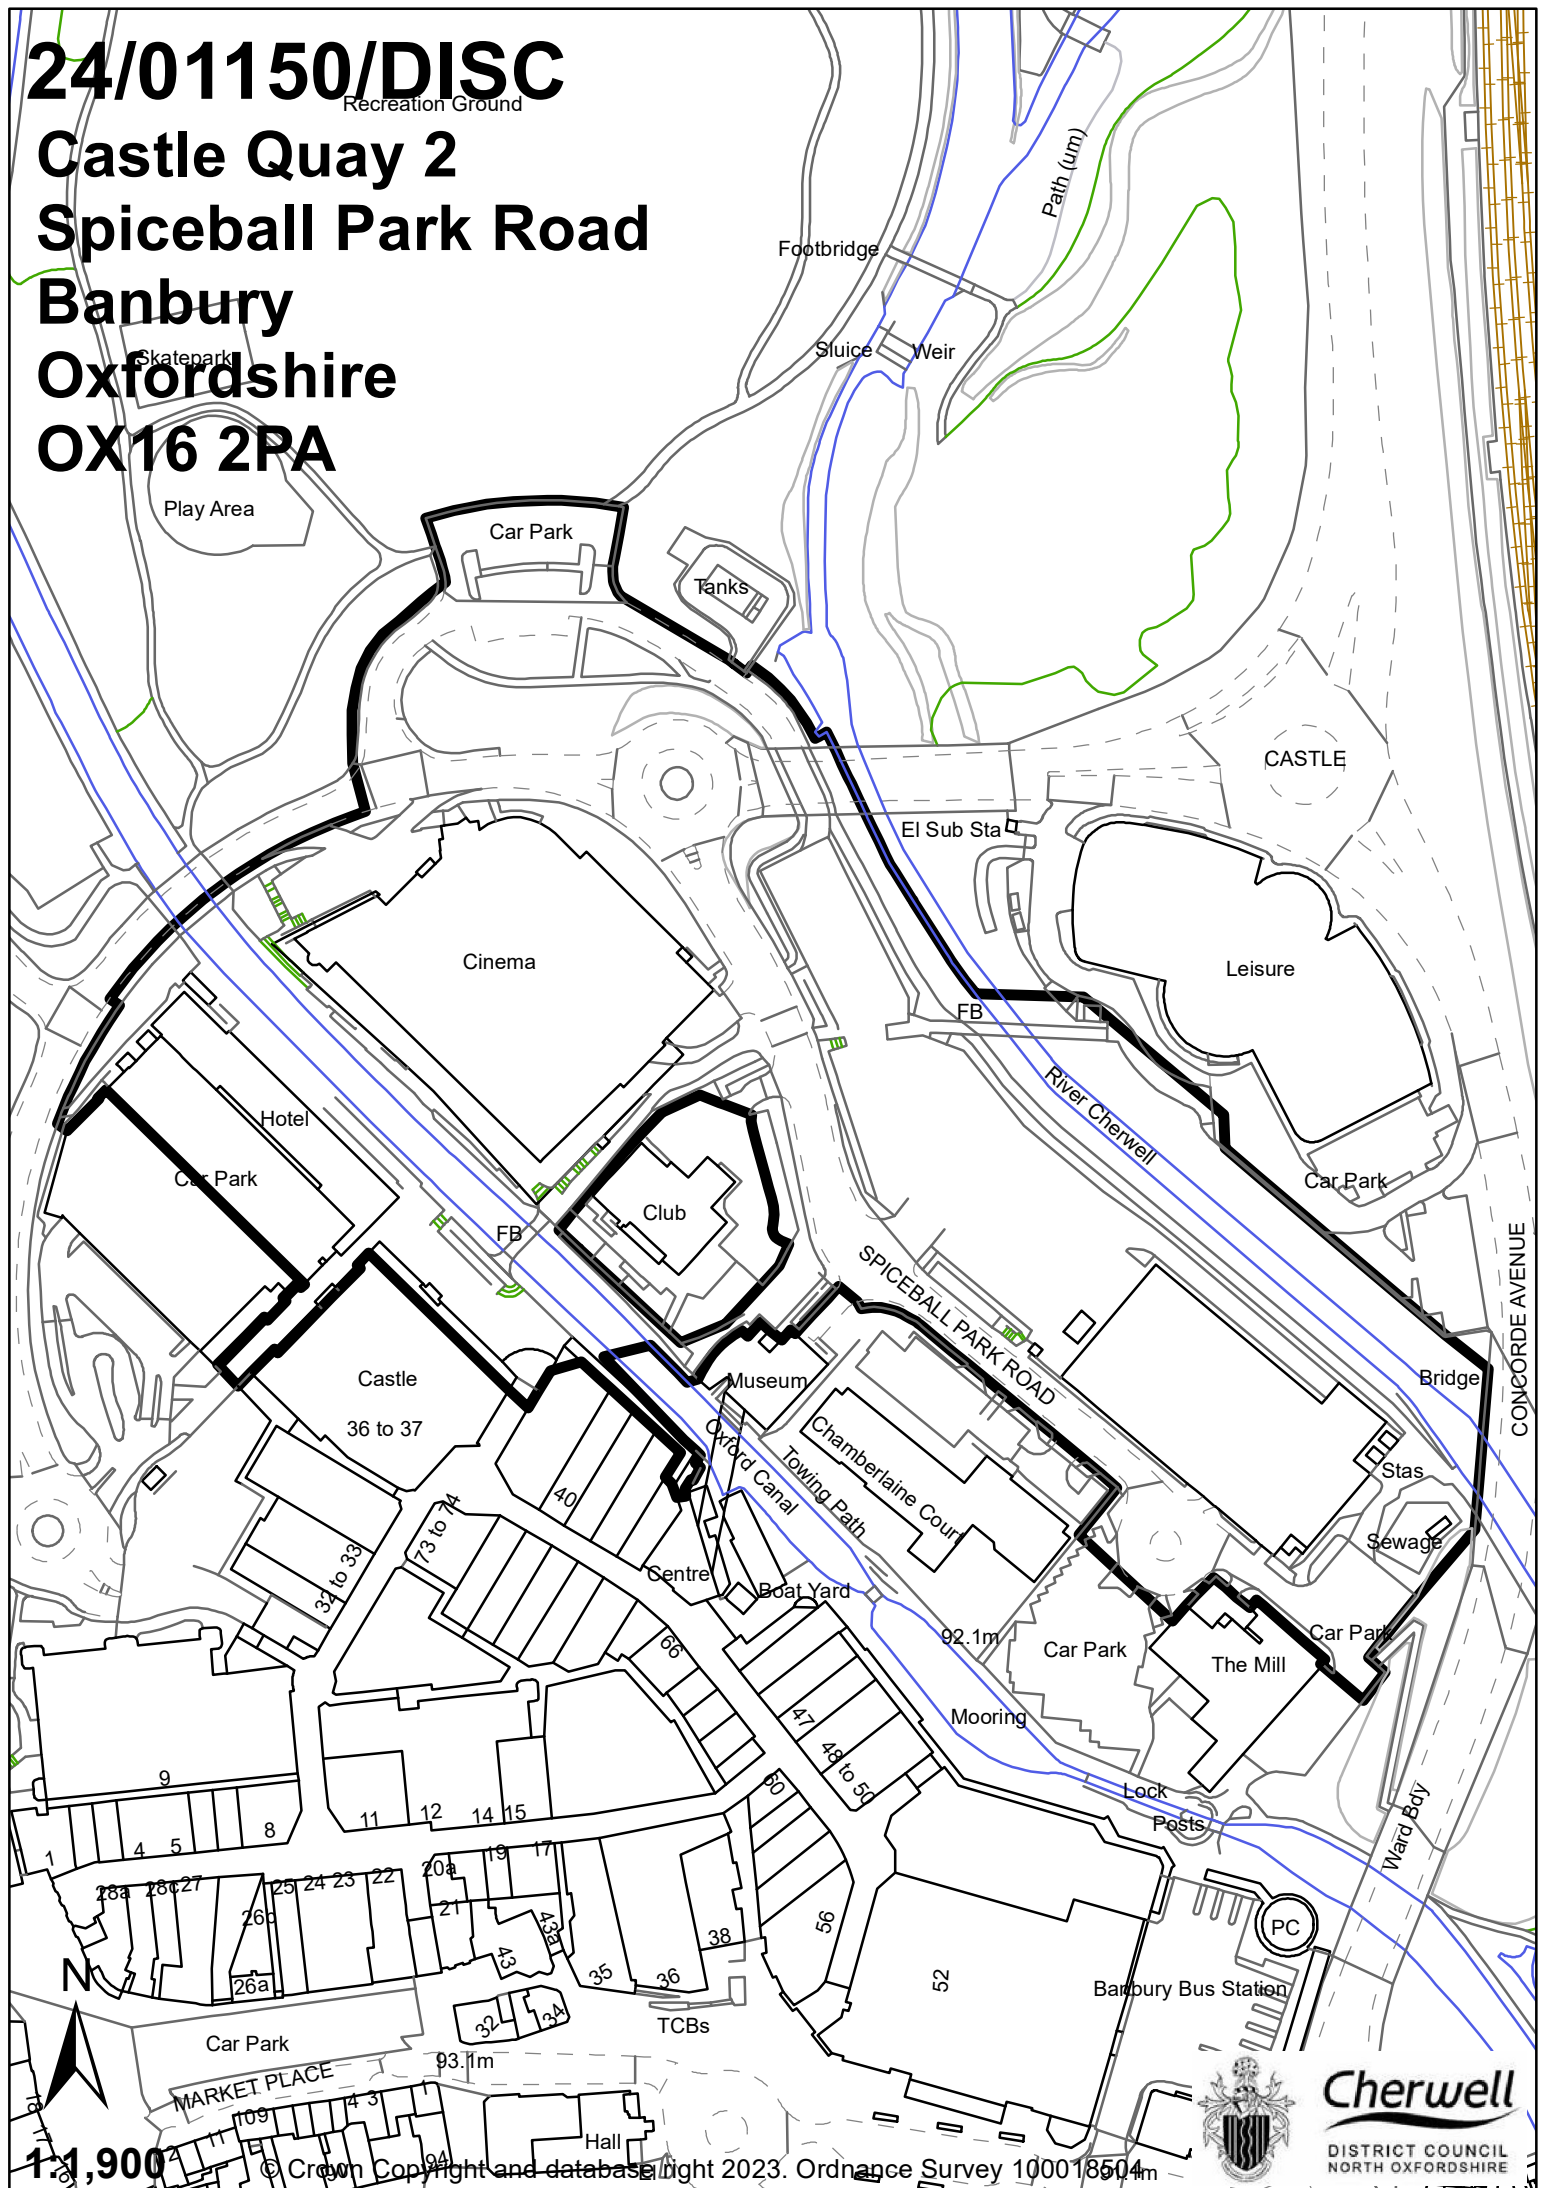 24/01150/DISC
Recreation Ground
Castle Quay 2
Spiceball Park Road
Banbury
Oxfordshire
OX16 2PA
Skatepark
Play Area
Path (um)
Footbridge
Sluice
Weir
Car Park
Tanks
CASTLE
El Sub Sta
Cinema
Leisure
FB
River Cherwell
Hotel
Car Park
Car Park
Club
FB
SPICEBALL PARK ROAD
CONCORDE AVENUE
Castle
36 to 37
Museum
Bridge
Oxford Canal
Towing Path
Chamberlaine Court
Stas
Sewage
40
73 to 74
32 to 33
Centre
Boat Yard
66
92.1m
Car Park
The Mill
Car Park
Mooring
47
48 to 50
60
Lock
Posts
Ward Bdy
9
1
4
5
8
11
12
14
15
28a
28c
27
26c
25
24
23
22
20a
19
17
21
43
43a
26a
35
36
38
56
52
PC
Banbury Bus Station
N
Car Park
32
34
TCBs
93.1m
MARKET PLACE
4
3
1
109
11
18
17
16
94
Hall
El
91.1m
1:1,900
© Crown Copyright and database right 2023. Ordnance Survey 100018504
Cherwell
DISTRICT COUNCIL
NORTH OXFORDSHIRE